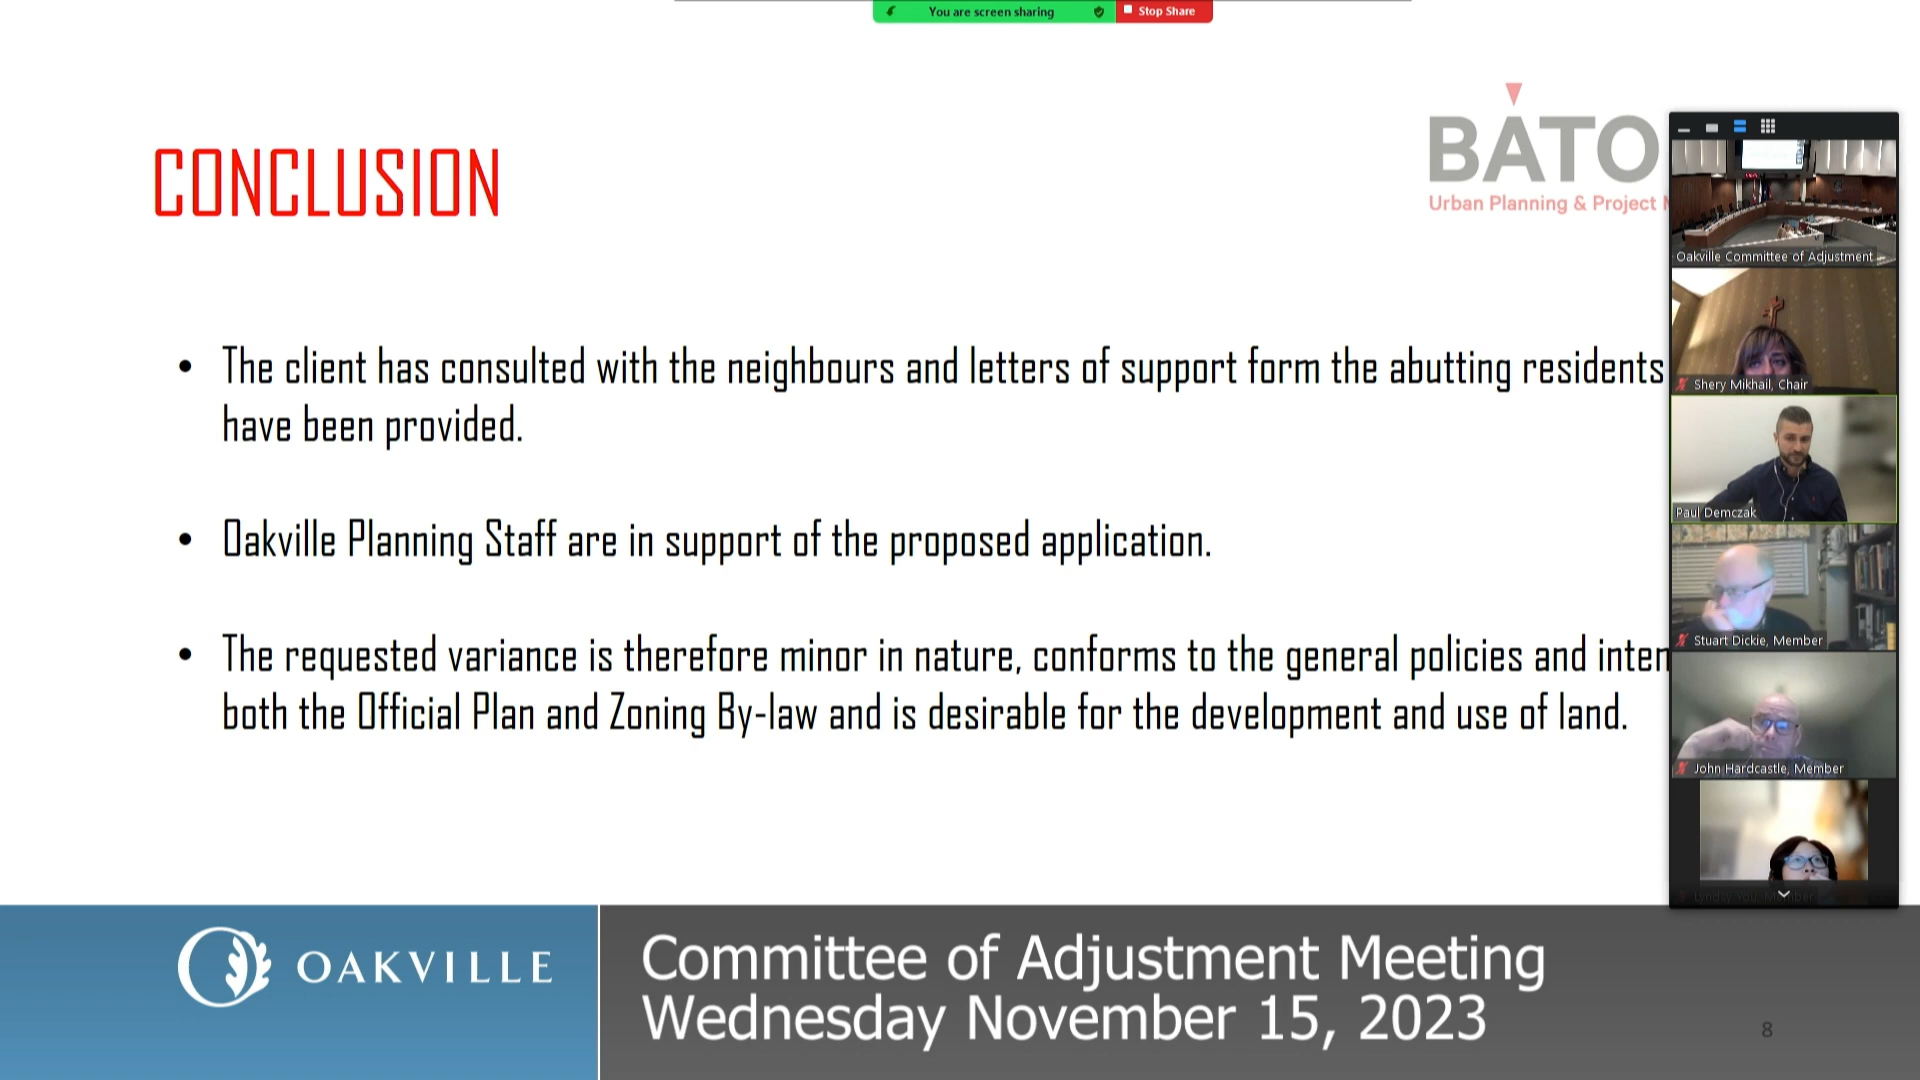 You are screen sharing
Stop Share
BATO
Urban Planning & Project
CONCLUSION
• The client has consulted with the neighbours and letters of support form the abutting residents
have been provided.
• Oakville Planning Staff are in support of the proposed application.
• The requested variance is therefore minor in nature, conforms to the general policies and inten
both the Official Plan and Zoning By-law and is desirable for the development and use of land.
Oakville Committee of Adjustment
Shery Mikhail, Chair
Paul Demczak
Stuart Dickie, Member
John Hardcastle, Member
OAKVILLE
Committee of Adjustment Meeting
Wednesday November 15, 2023
8